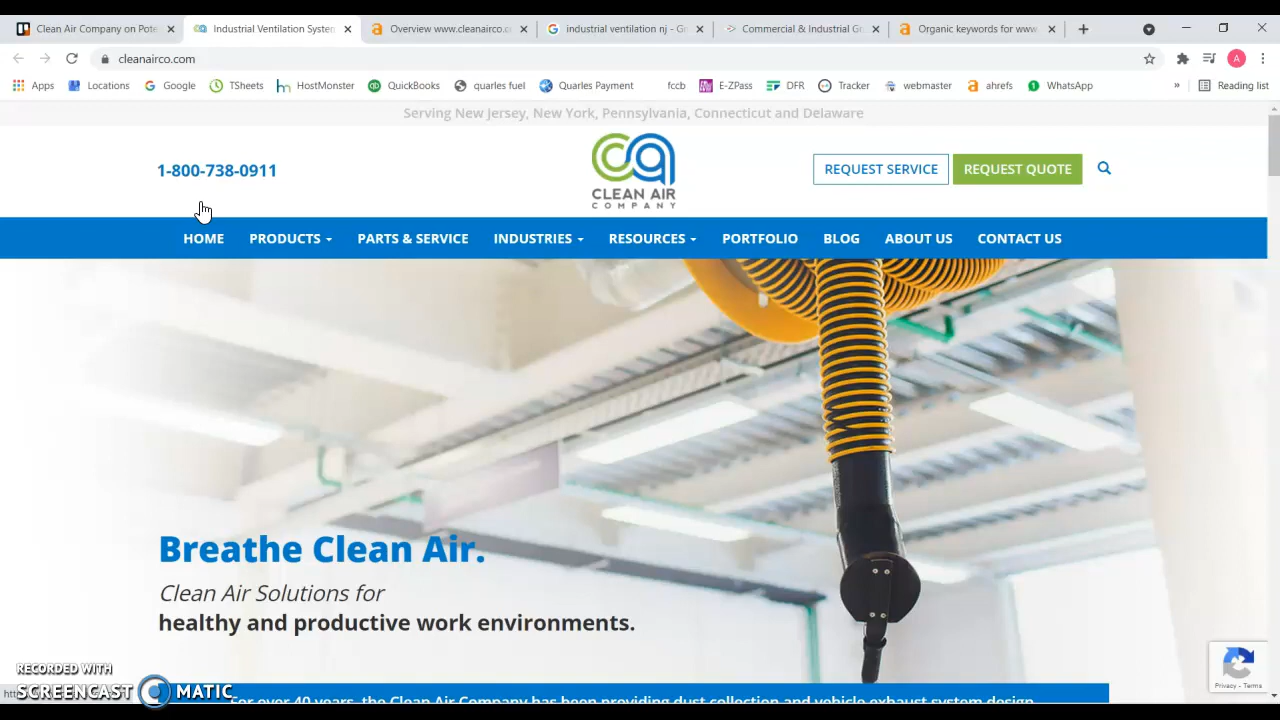 Clean Air Company on Pote
Industrial Ventilation System
Overview www.cleanairco.c
industrial ventilation nj - G
Commercial & Industrial Gr
Organic keywords for www.
A
cleanairco.com
Apps
Locations
Google
TSheets
HostMonster
QuickBooks
quarles fuel
Quarles Payment
fccb
E-ZPass
DFR
Tracker
webmaster
ahrefs
WhatsApp
»
Reading list
Serving New Jersey, New York, Pennsylvania, Connecticut and Delaware
1-800-738-0911
CLEAN AIR
COMPANY
REQUEST SERVICE
REQUEST QUOTE
HOME
PRODUCTS
PARTS & SERVICE
INDUSTRIES
RESOURCES
PORTFOLIO
BLOG
ABOUT US
CONTACT US
Breathe Clean Air.
Clean Air Solutions for
healthy and productive work environments.
RECORDED WITH
SCREENCAST MATIC
For over 40 years, the Clean Air Company has been providing dust collection and vehicle exhaust system design
Privacy - Terms